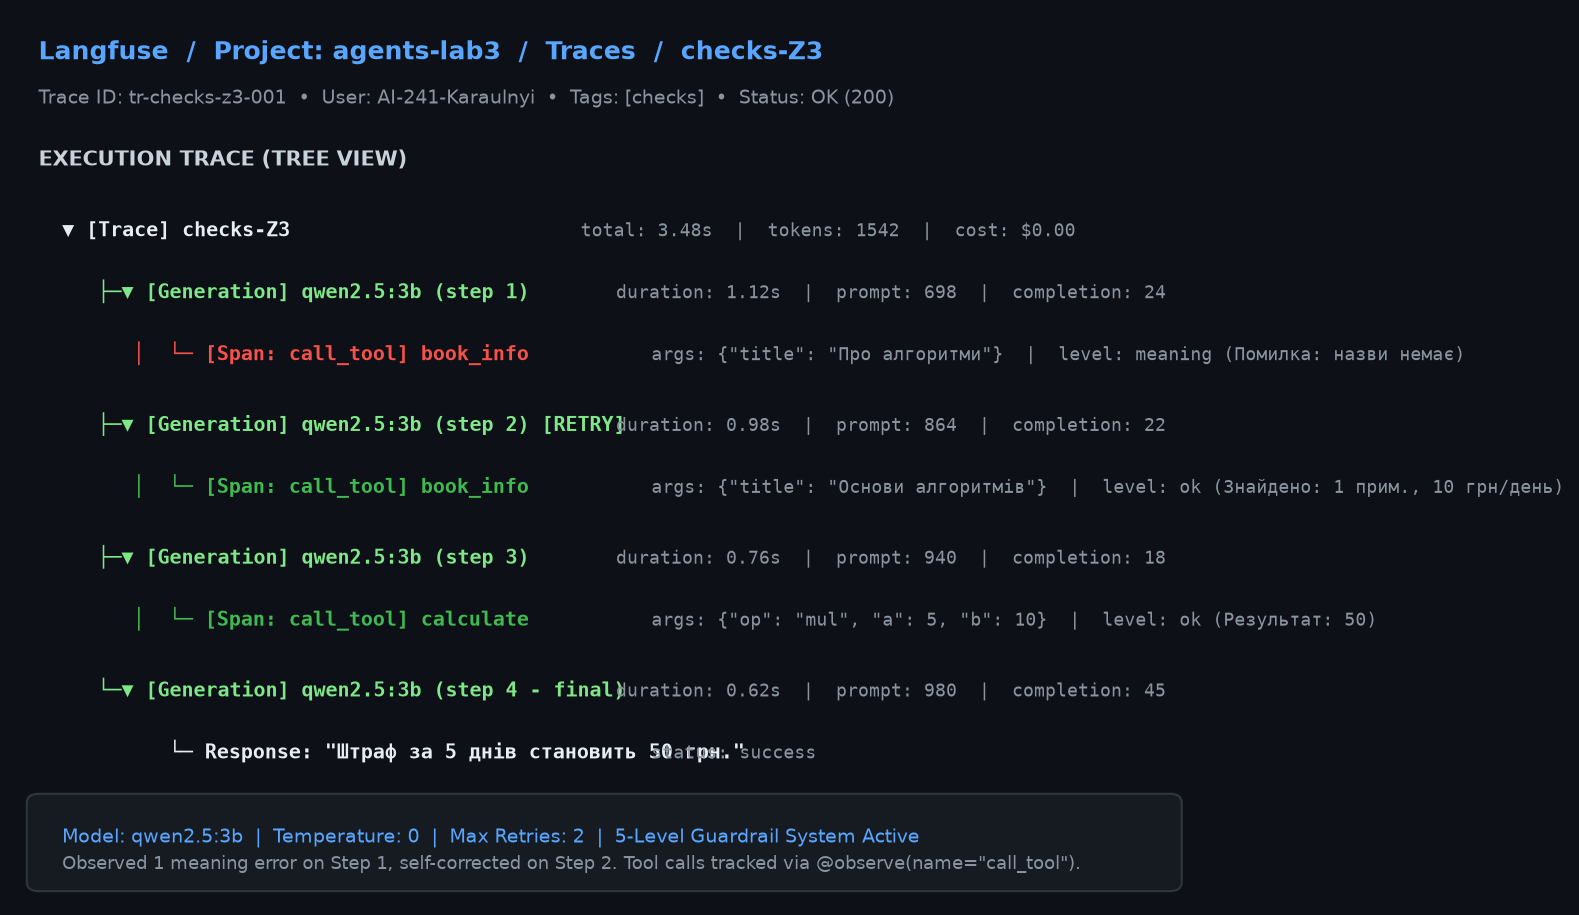 Langfuse / Project: agents-lab3 / Traces / checks-Z3
Trace ID: tr-checks-z3-001 • User: AI-241-Karaulnyi • Tags: [checks] • Status: OK (200)
EXECUTION TRACE (TREE VIEW)
▼ [Trace] checks-Z3 total: 3.48s | tokens: 1542 | cost: $0.00
├─▼ [Generation] qwen2.5:3b (step 1) duration: 1.12s | prompt: 698 | completion: 24
│ └─ [Span: call_tool] book_info args: {"title": "Про алгоритми"} | level: meaning (Помилка: назви немає)
├─▼ [Generation] qwen2.5:3b (step 2) [RETRY] duration: 0.98s | prompt: 864 | completion: 22
│ └─ [Span: call_tool] book_info args: {"title": "Основи алгоритмів"} | level: ok (Знайдено: 1 прим., 10 грн/день)
├─▼ [Generation] qwen2.5:3b (step 3) duration: 0.76s | prompt: 940 | completion: 18
│ └─ [Span: call_tool] calculate args: {"op": "mul", "a": 5, "b": 10} | level: ok (Результат: 50)
└─▼ [Generation] qwen2.5:3b (step 4 - final) duration: 0.62s | prompt: 980 | completion: 45
└─ Response: "Штраф за 5 днів становить 50 грн." status: success
Model: qwen2.5:3b | Temperature: 0 | Max Retries: 2 | 5-Level Guardrail System Active
Observed 1 meaning error on Step 1, self-corrected on Step 2. Tool calls tracked via @observe(name="call_tool").